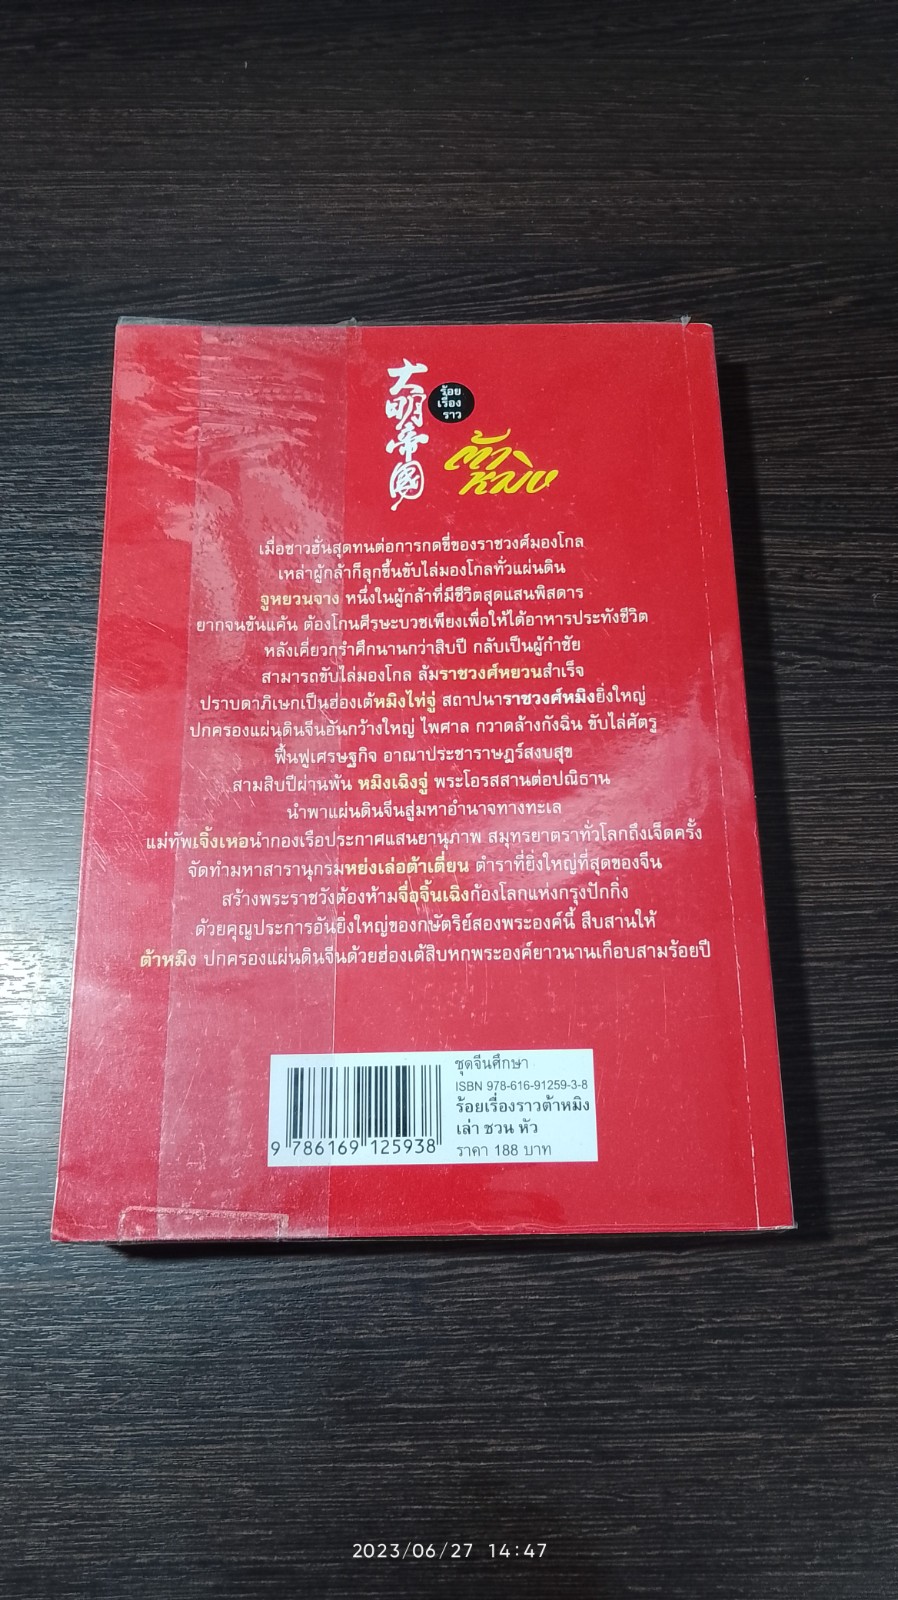 大明帝國
ร้อย
เรื่อง
ราว
ต้า
หมิง
เมื่อชาวฮั่นสุดทนต่อการกดขี่ของราชวงศ์มองโกล
เหล่าผู้กล้าก็ลุกขึ้นขับไล่มองโกลทั่วแผ่นดิน
จูหยวนจาง หนึ่งในผู้กล้าที่มีชีวิตสุดแสนพิสดาร
ยากจนข้นแค้น ต้องโกนศีรษะบวชเพียงเพื่อให้ได้อาหารประทังชีวิต
หลังเคี่ยวกรำศึกนานกว่าสิบปี กลับเป็นผู้กำชัย
สามารถขับไล่มองโกล ล้มราชวงศ์หยวนสำเร็จ
ปราบดาภิเษกเป็นฮ่องเต้หมิงไท่จู่ สถาปนาราชวงศ์หมิงยิ่งใหญ่
ปกครองแผ่นดินจีนอันกว้างใหญ่ ไพศาล กวาดล้างกังฉิน ขับไล่ศัตรู
ฟื้นฟูเศรษฐกิจ อาณาประชาราษฎร์สงบสุข
สามสิบปีผ่านพ้น หมิงเฉิงจู่ พระโอรสสานต่อปณิธาน
นำพาแผ่นดินจีนสู่มหาอำนาจทางทะเล
แม่ทัพเจิ้งเหอนำกองเรือประกาศแสนยานุภาพ สมุทรยาตราทั่วโลกถึงเจ็ดครั้ง
จัดทำมหาสารานุกรมหย่งเล่อต้าเตี่ยน ตำราที่ยิ่งใหญ่ที่สุดของจีน
สร้างพระราชวังต้องห้ามจื่อจิ้นเฉิงก้องโลกแห่งกรุงปักกิ่ง
ด้วยคุณูประการอันยิ่งใหญ่ของกษัตริย์สองพระองค์นี้ สืบสานให้
ต้าหมิง ปกครองแผ่นดินจีนด้วยฮ่องเต้สิบหกพระองค์ยาวนานเกือบสามร้อยปี
ชุดจีนศึกษา
ISBN 978-616-91259-3-8
ร้อยเรื่องราวต้าหมิง
เล่า ชวน หัว
ราคา 188 บาท
9 786169 125938
2023/06/27 14:47